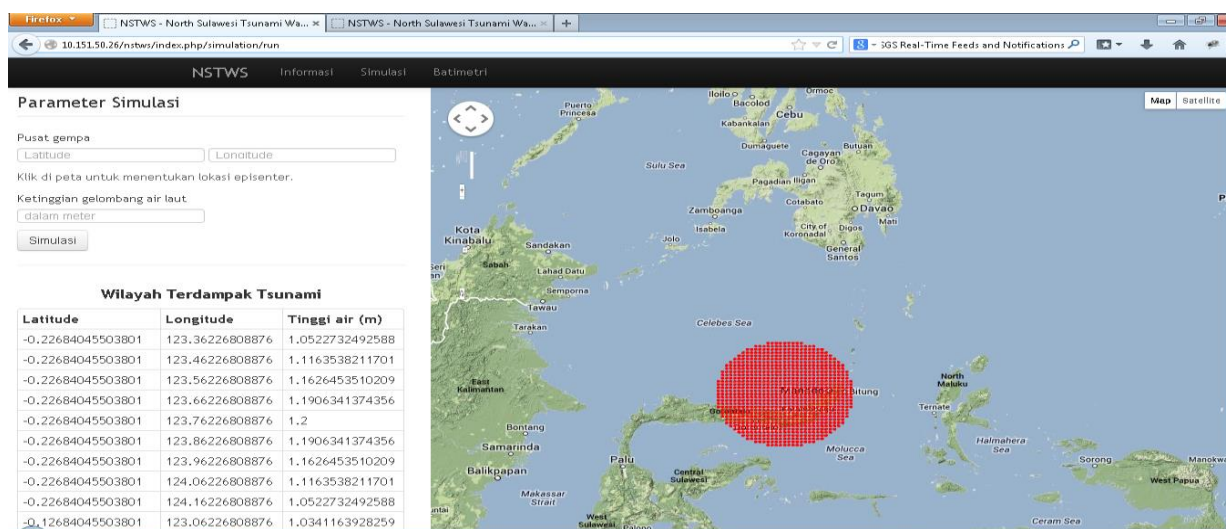 Firefox
NSTWS - North Sulawesi Tsunami Wa... ×
NSTWS - North Sulawesi Tsunami Wa... ×
+
10.151.50.26/nstws/index.php/simulation/run
GS Real-Time Feeds and Notifications
NSTWS Informasi Simulasi Batimetri
Parameter Simulasi
Pusat gempa
Latitude Longitude
Klik di peta untuk menentukan lokasi episenter.
Ketinggian gelombang air laut
dalam meter
Simulasi
Wilayah Terdampak Tsunami
Latitude Longitude Tinggi air (m)
-0.22684045503801 123.36226808876 1.0522732492588
-0.22684045503801 123.46226808876 1.1163538211701
-0.22684045503801 123.56226808876 1.1626453510209
-0.22684045503801 123.66226808876 1.1906341374356
-0.22684045503801 123.76226808876 1.2
-0.22684045503801 123.86226808876 1.1906341374356
-0.22684045503801 123.96226808876 1.1626453510209
-0.22684045503801 124.06226808876 1.1163538211701
-0.22684045503801 124.16226808876 1.0522732492588
-0.12684045503801 123.06226808876 1.0341163928259
Map Satellite
Iloilo
Ormoc
Bacolod
Cebu
Puerto
Princesa
Kabankalan
Dumaguete
Butuan
Cagayan
de Oro
Sulu Sea
Pagadian Iligan
Tagum
Cotabato
Davao
Zamboanga
Mati
Isabela
City of
Koronadal
Digos
Jolo
General
Santos
Kota
Kinabalu
Sandakan
Sabah
Lahad Datu
Semporna
Tawau
Tarakan
Celebes Sea
East
Kalimantan
Manado
Bitung
North
Maluku
Ternate
Bontang
Samarinda
Balikpapan
Palu
Central
Sulawesi
Molucca
Sea
Halmahera
Sea
Sorong
Manokwa
West Papua
Makassar
Strait
West
Sulawesi
Palopo
Ceram Sea